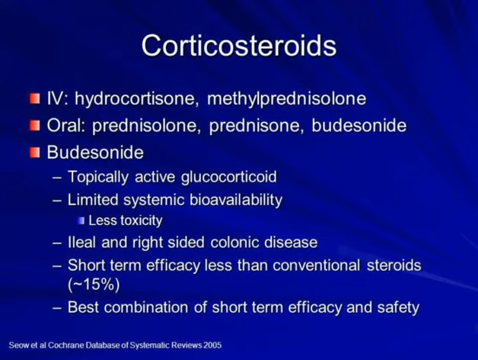 Corticosteroids
IV: hydrocortisone, methylprednisolone
Oral: prednisolone, prednisone, budesonide
Budesonide
– Topically active glucocorticoid
– Limited systemic bioavailability
Less toxicity
– Ileal and right sided colonic disease
– Short term efficacy less than conventional steroids
(~15%)
– Best combination of short term efficacy and safety
Seow et al Cochrane Database of Systematic Reviews 2005